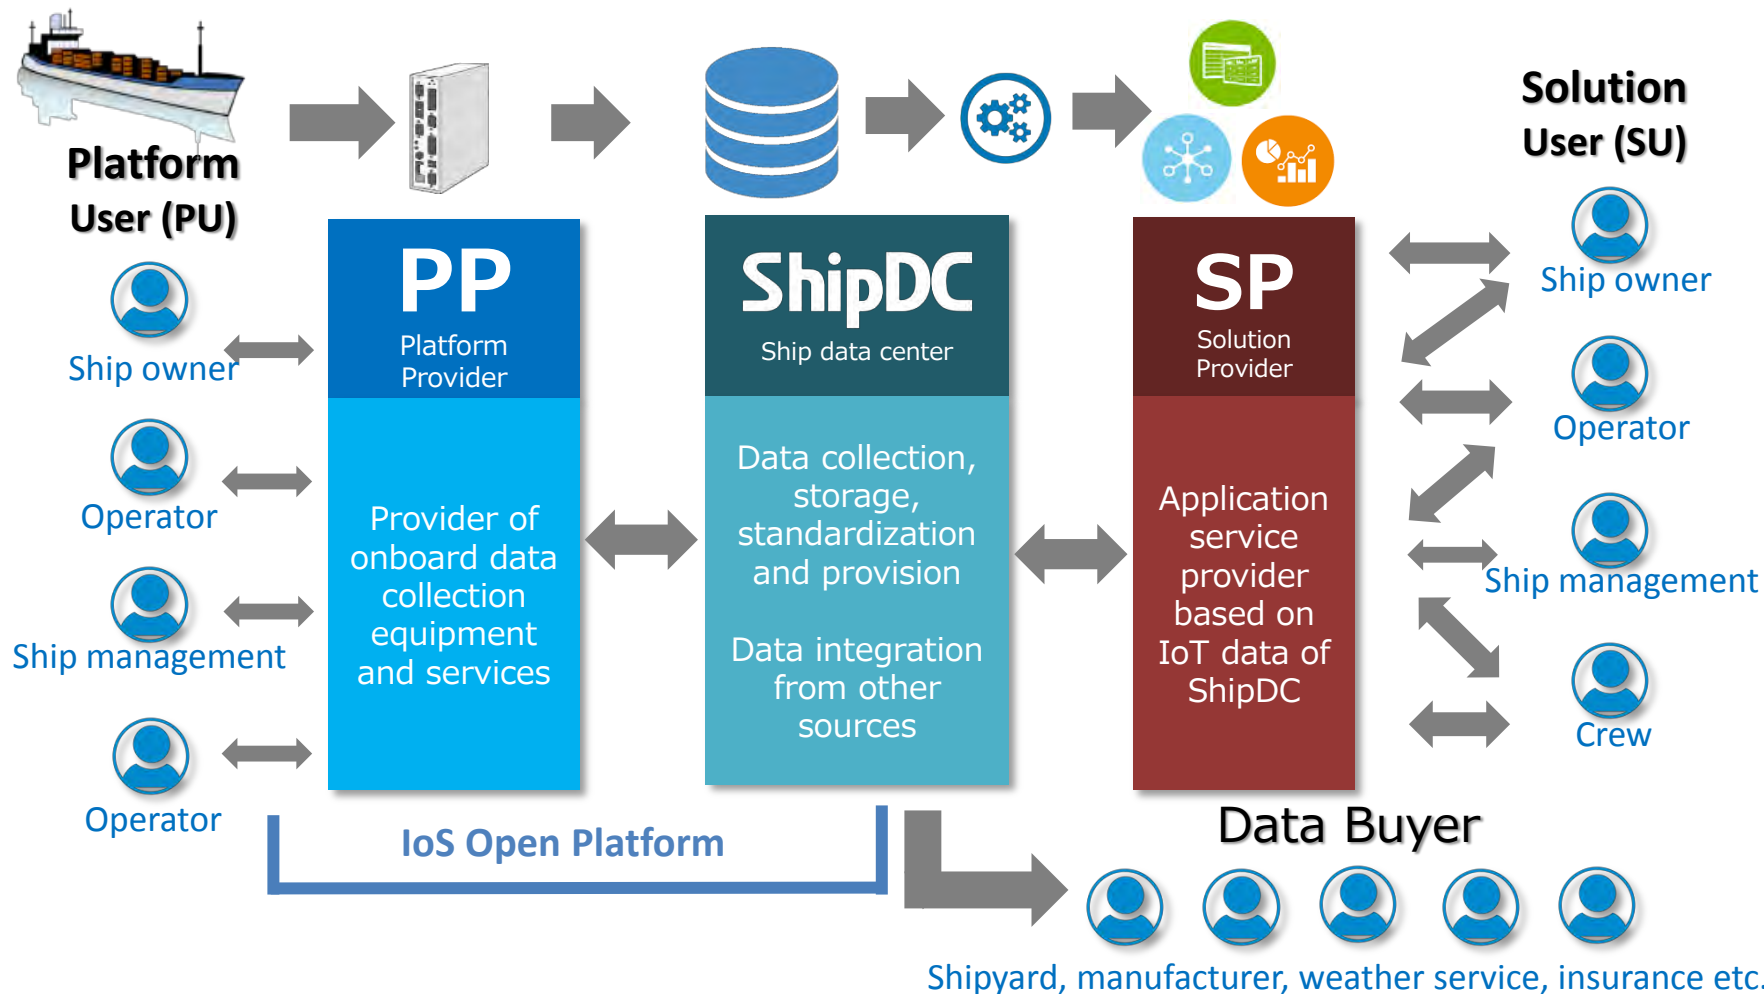 Platform
User (PU)
Ship owner
Operator
Ship management
Operator
PP
Platform
Provider
Provider of
onboard data
collection
equipment
and services
ShipDC
Ship data center
Data collection,
storage,
standardization
and provision
Data integration
from other
sources
SP
Solution
Provider
Application
service
provider
based on
IoT data of
ShipDC
Solution
User (SU)
Ship owner
Operator
Ship management
Crew
IoS Open Platform
Data Buyer
Shipyard, manufacturer, weather service, insurance etc.